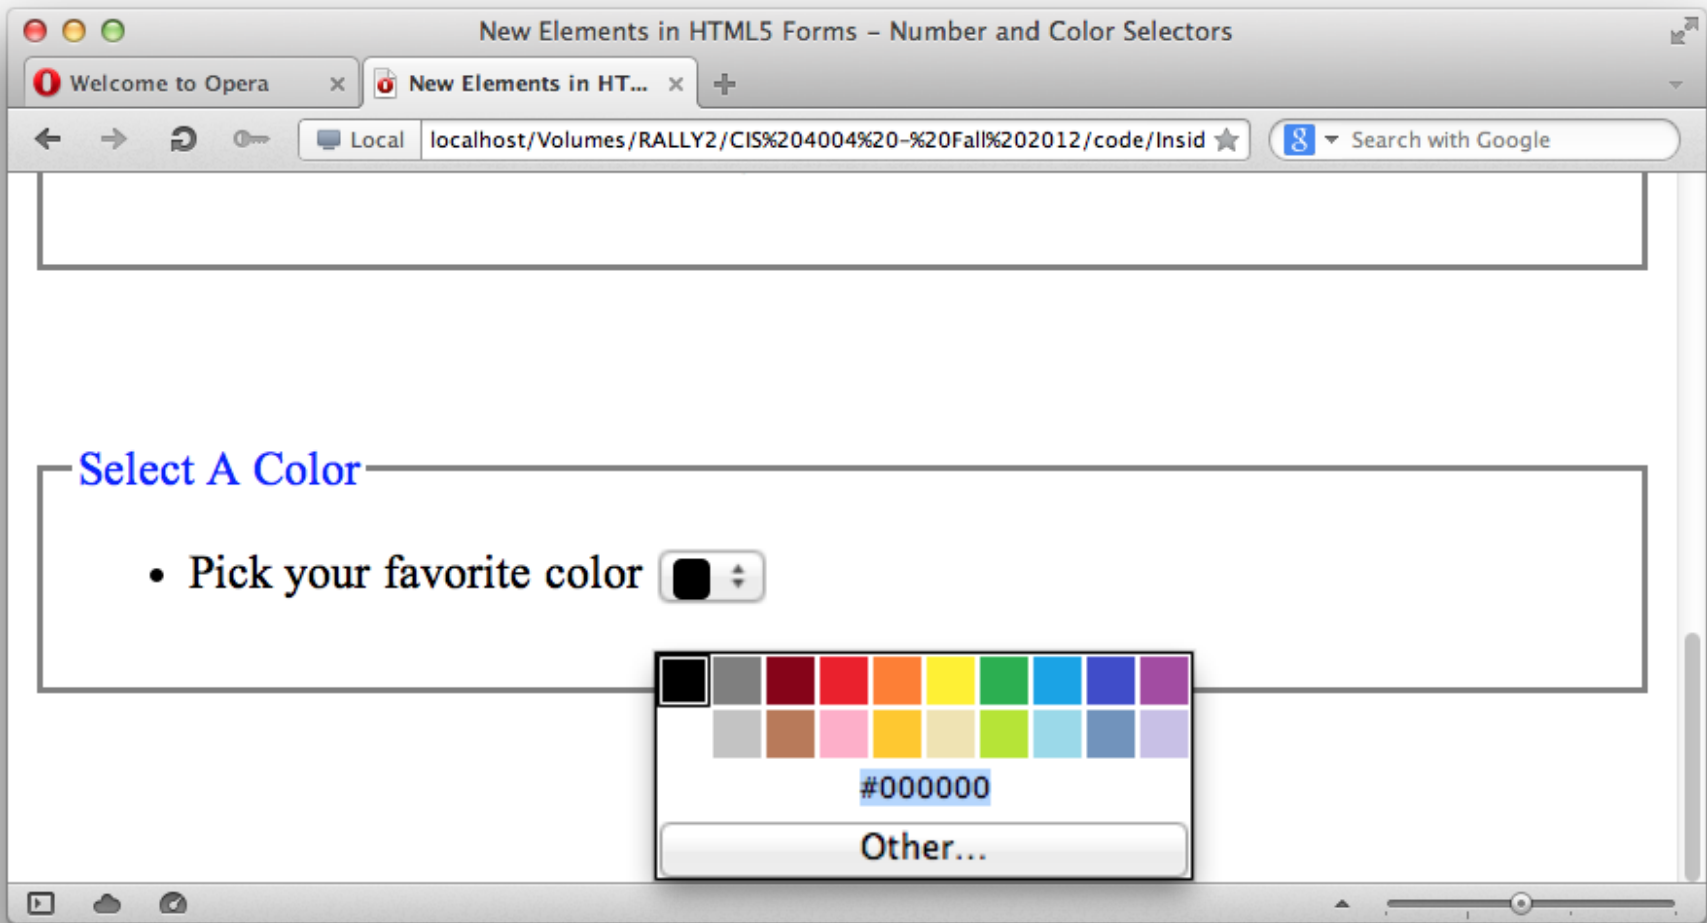 New Elements in HTML5 Forms – Number and Color Selectors
Welcome to Opera
New Elements in HT...
Local
localhost/Volumes/RALLY2/CIS%204004%20-%20Fall%202012/code/Insid
Search with Google
Select A Color
• Pick your favorite color
#000000
Other...